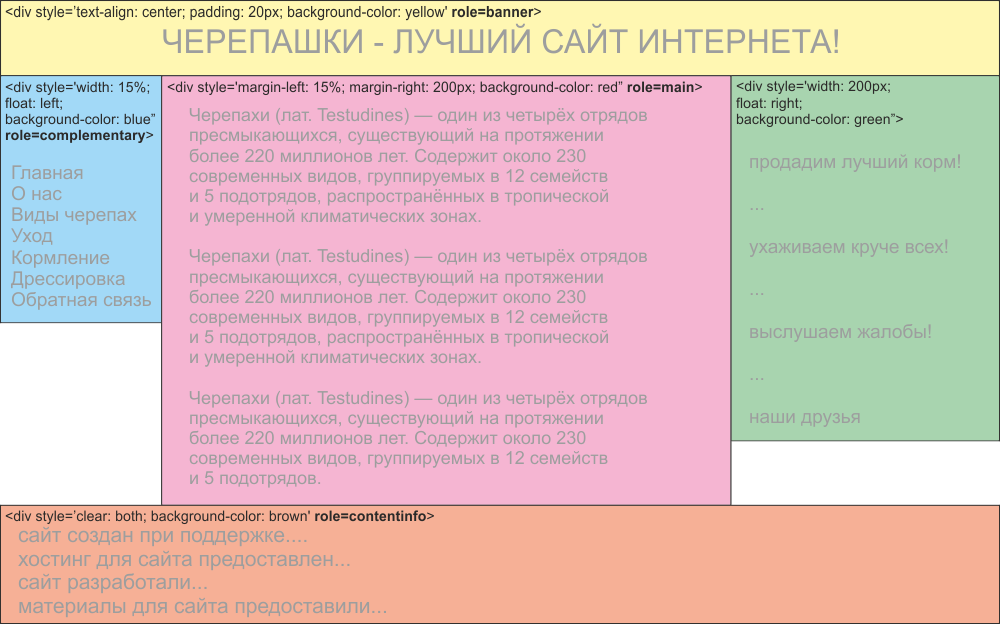 <div style='text-align: center; padding: 20px; background-color: yellow' role=banner>
ЧЕРЕПАШКИ - ЛУЧШИЙ САЙТ ИНТЕРНЕТА!
<div style='width: 15%;
float: left;
background-color: blue”
role=complementary>
Главная
О нас
Виды черепах
Уход
Кормление
Дрессировка
Обратная связь
<div style='margin-left: 15%; margin-right: 200px; background-color: red” role=main>
Черепахи (лат. Testudines) — один из четырёх отрядов
пресмыкающихся, существующий на протяжении
более 220 миллионов лет. Содержит около 230
современных видов, группируемых в 12 семейств
и 5 подотрядов, распространённых в тропической
и умеренной климатических зонах.
Черепахи (лат. Testudines) — один из четырёх отрядов
пресмыкающихся, существующий на протяжении
более 220 миллионов лет. Содержит около 230
современных видов, группируемых в 12 семейств
и 5 подотрядов, распространённых в тропической
и умеренной климатических зонах.
Черепахи (лат. Testudines) — один из четырёх отрядов
пресмыкающихся, существующий на протяжении
более 220 миллионов лет. Содержит около 230
современных видов, группируемых в 12 семейств
и 5 подотрядов.
<div style='width: 200px;
float: right;
background-color: green”>
продадим лучший корм!
...
ухаживаем круче всех!
...
выслушаем жалобы!
...
наши друзья
<div style='clear: both; background-color: brown' role=contentinfo>
сайт создан при поддержке....
хостинг для сайта предоставлен...
сайт разработали...
материалы для сайта предоставили...